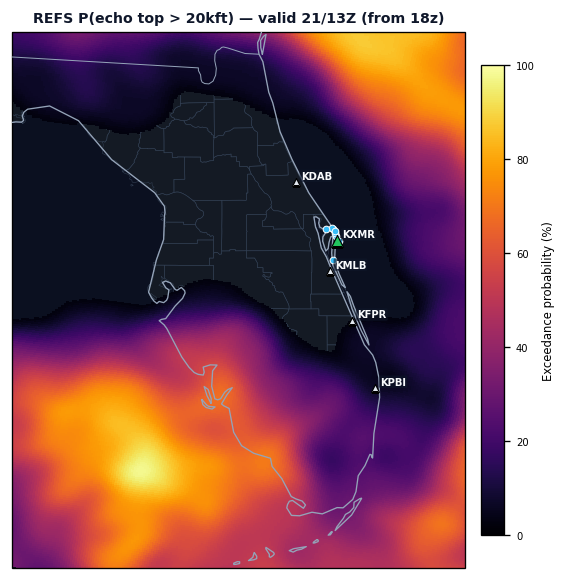 REFS P(echo top > 20kft) — valid 21/13Z (from 18z)
KDAB
KXMR
KMLB
KFPR
KPBI
100
80
60
40
20
0
Exceedance probability (%)